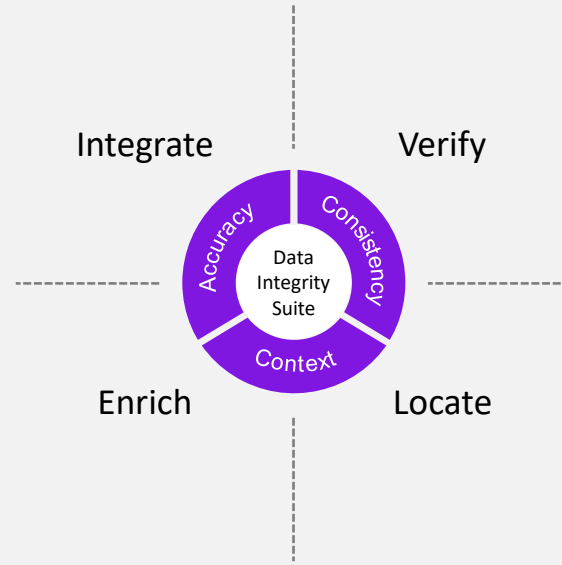 Integrate
Verify
Accuracy
Consistency
Data
Integrity
Suite
Context
Enrich
Locate